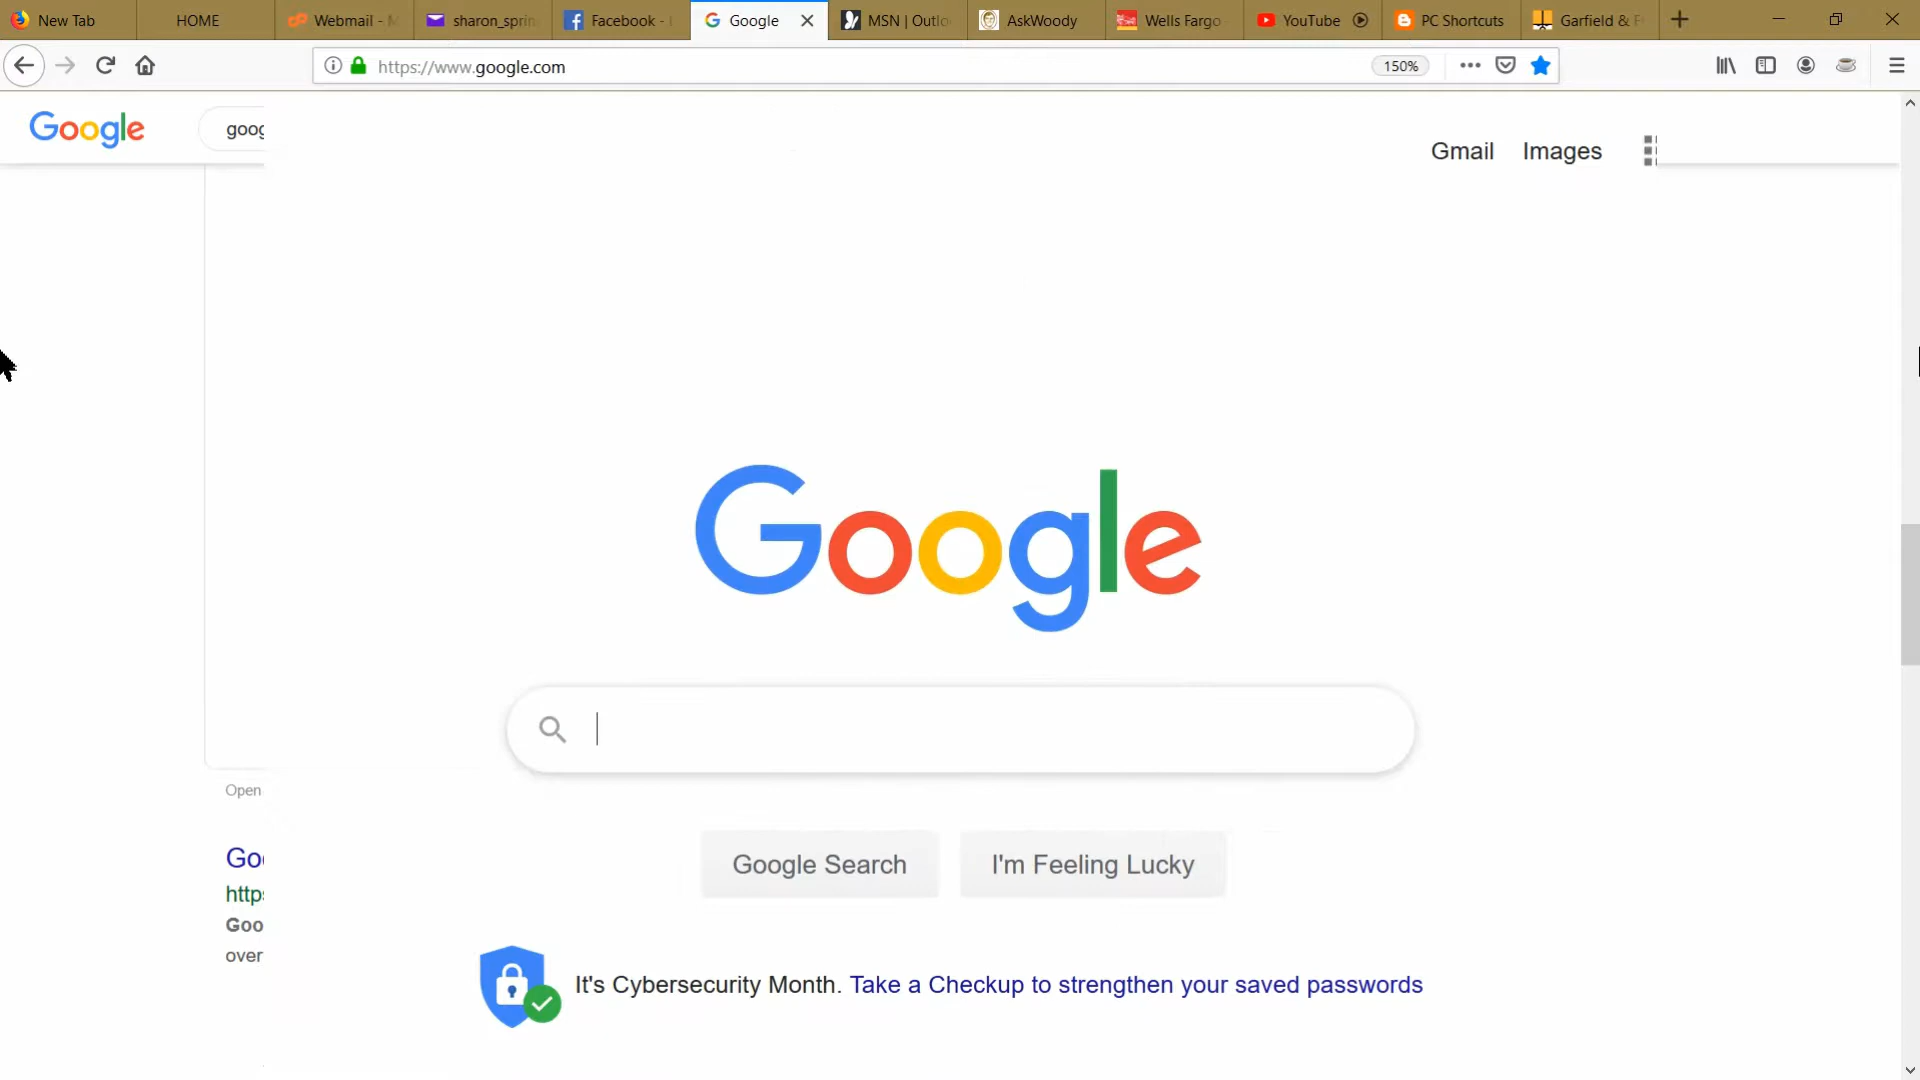 New Tab
HOME
Webmail - M
sharon_sprin
Facebook -
Google
MSN | Outlo
AskWoody
Wells Fargo
YouTube
PC Shortcuts
Garfield & F
https://www.google.com
150%
Google
goog
Gmail Images
Google
Open
Google Search
I'm Feeling Lucky
Goo
https
Goo
over
It's Cybersecurity Month. Take a Checkup to strengthen your saved passwords